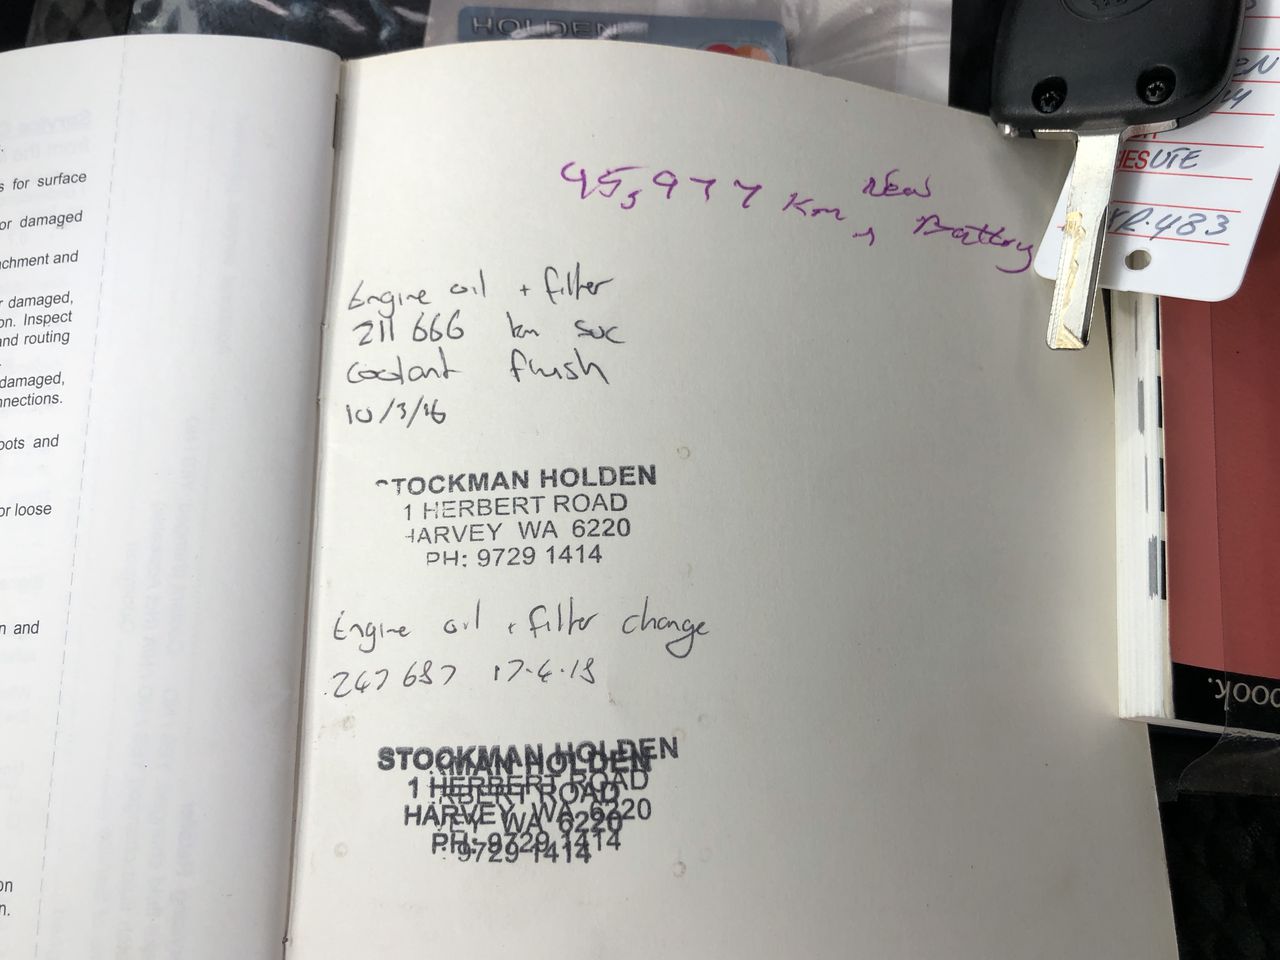 HOLDEN
s for surface
or damaged
achment and
r damaged,
on. Inspect
and routing
damaged,
nnections.
oots and
or loose
n and
on
n.
45,977 km, New Battery
Engine oil + filter
211 666 km svc
Coolant flush
10/3/16
STOCKMAN HOLDEN
1 HERBERT ROAD
HARVEY WA 6220
PH: 9729 1414
Engine oil + filter change
247 687 17.4.18
STOCKMAN HOLDEN
1 HERBERT ROAD
HARVEY WA 6220
PH: 9729 1414
UTE
XR.483
book.